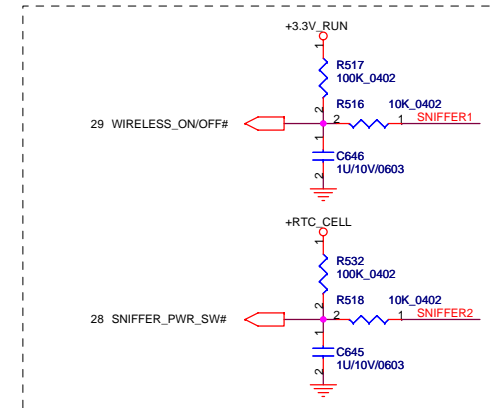 +3.3V_RUN
1
R517
100K_0402
2
R516 10K_0402
29 WIRELESS_ON/OFF# 2 1 SNIFFER1
1
C646
1U/10V/0603
2
+RTC_CELL
1
R532
100K_0402
2
R518 10K_0402
28 SNIFFER_PWR_SW# 2 1 SNIFFER2
1
C645
1U/10V/0603
2